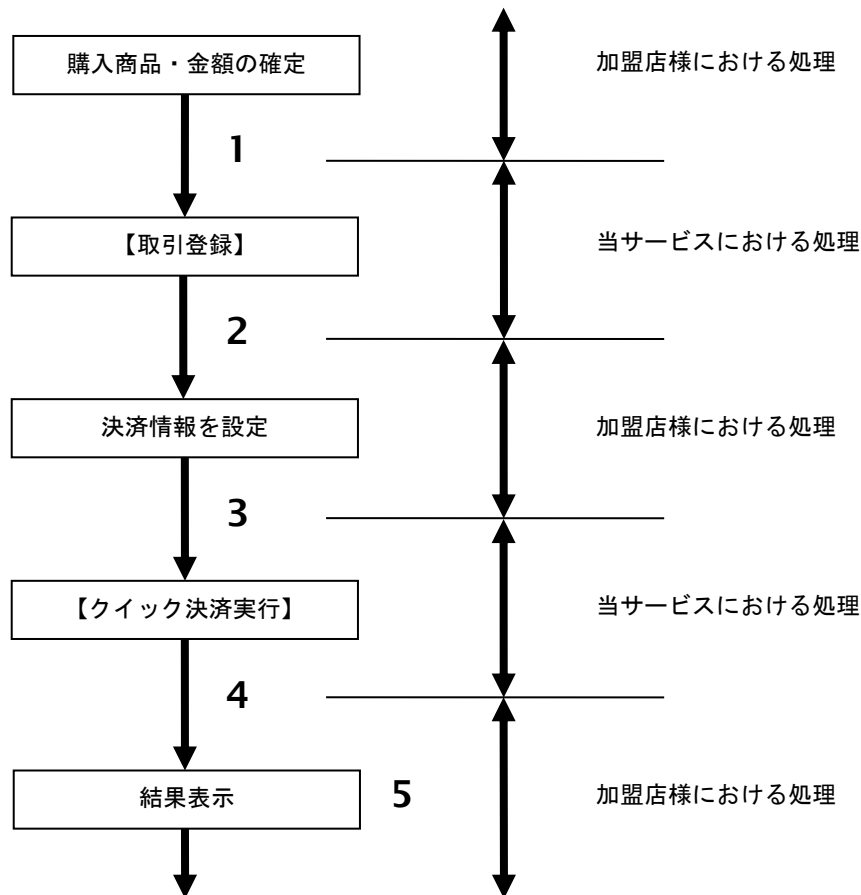 購入商品・金額の確定
加盟店様における処理
1
【取引登録】
当サービスにおける処理
2
決済情報を設定
加盟店様における処理
3
【クイック決済実行】
当サービスにおける処理
4
結果表示
5
加盟店様における処理